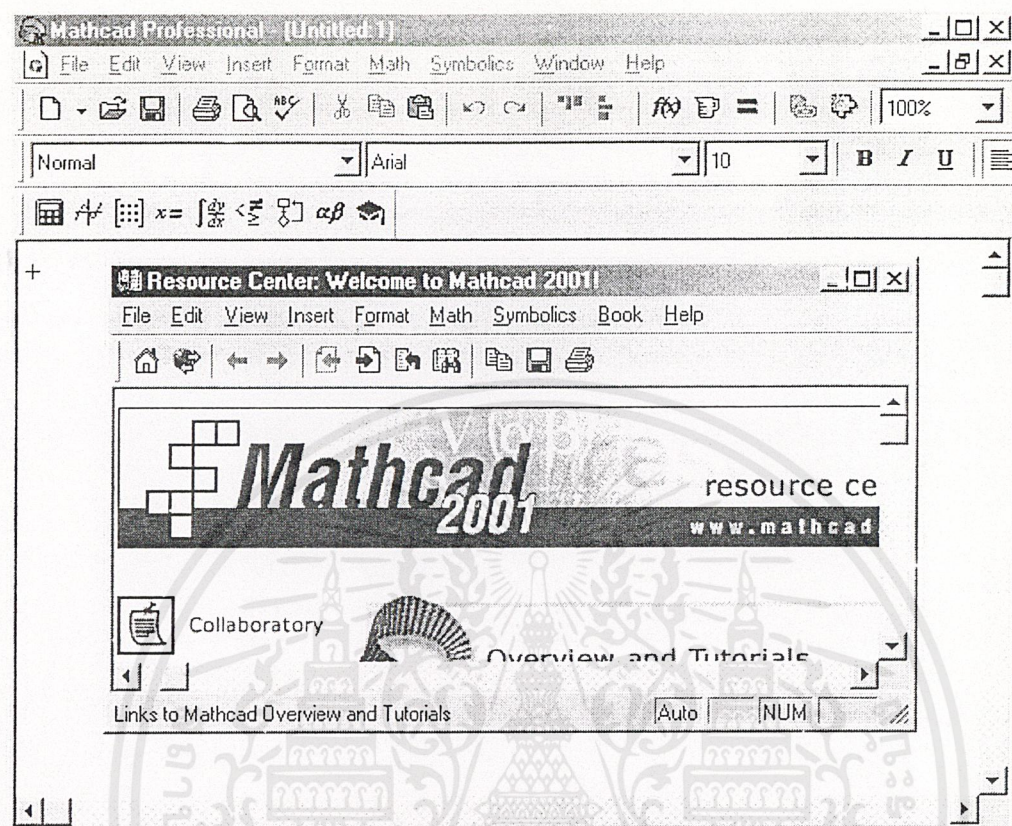 Mathcad Professional - [Untitled:1]
File Edit View Insert Format Math Symbolics Window Help
100%
Normal Arial 10 B I U
x= αβ
Resource Center: Welcome to Mathcad 2001!
File Edit View Insert Format Math Symbolics Book Help
Mathcad
2001
resource ce
www.mathcad
Collaboratory
Overview and Tutorials
Links to Mathcad Overview and Tutorials Auto NUM